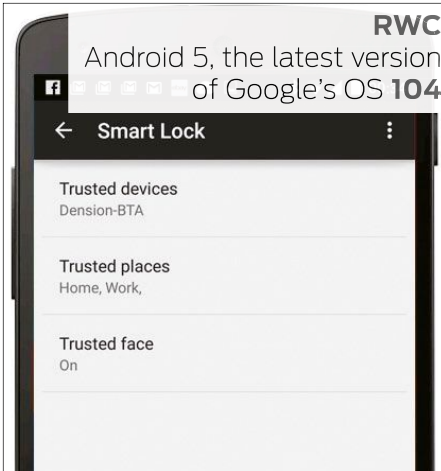 RWC
Android 5, the latest version
of Google's OS 104
Smart Lock
Trusted devices
Dension-BTA
Trusted places
Home, Work,
Trusted face
On